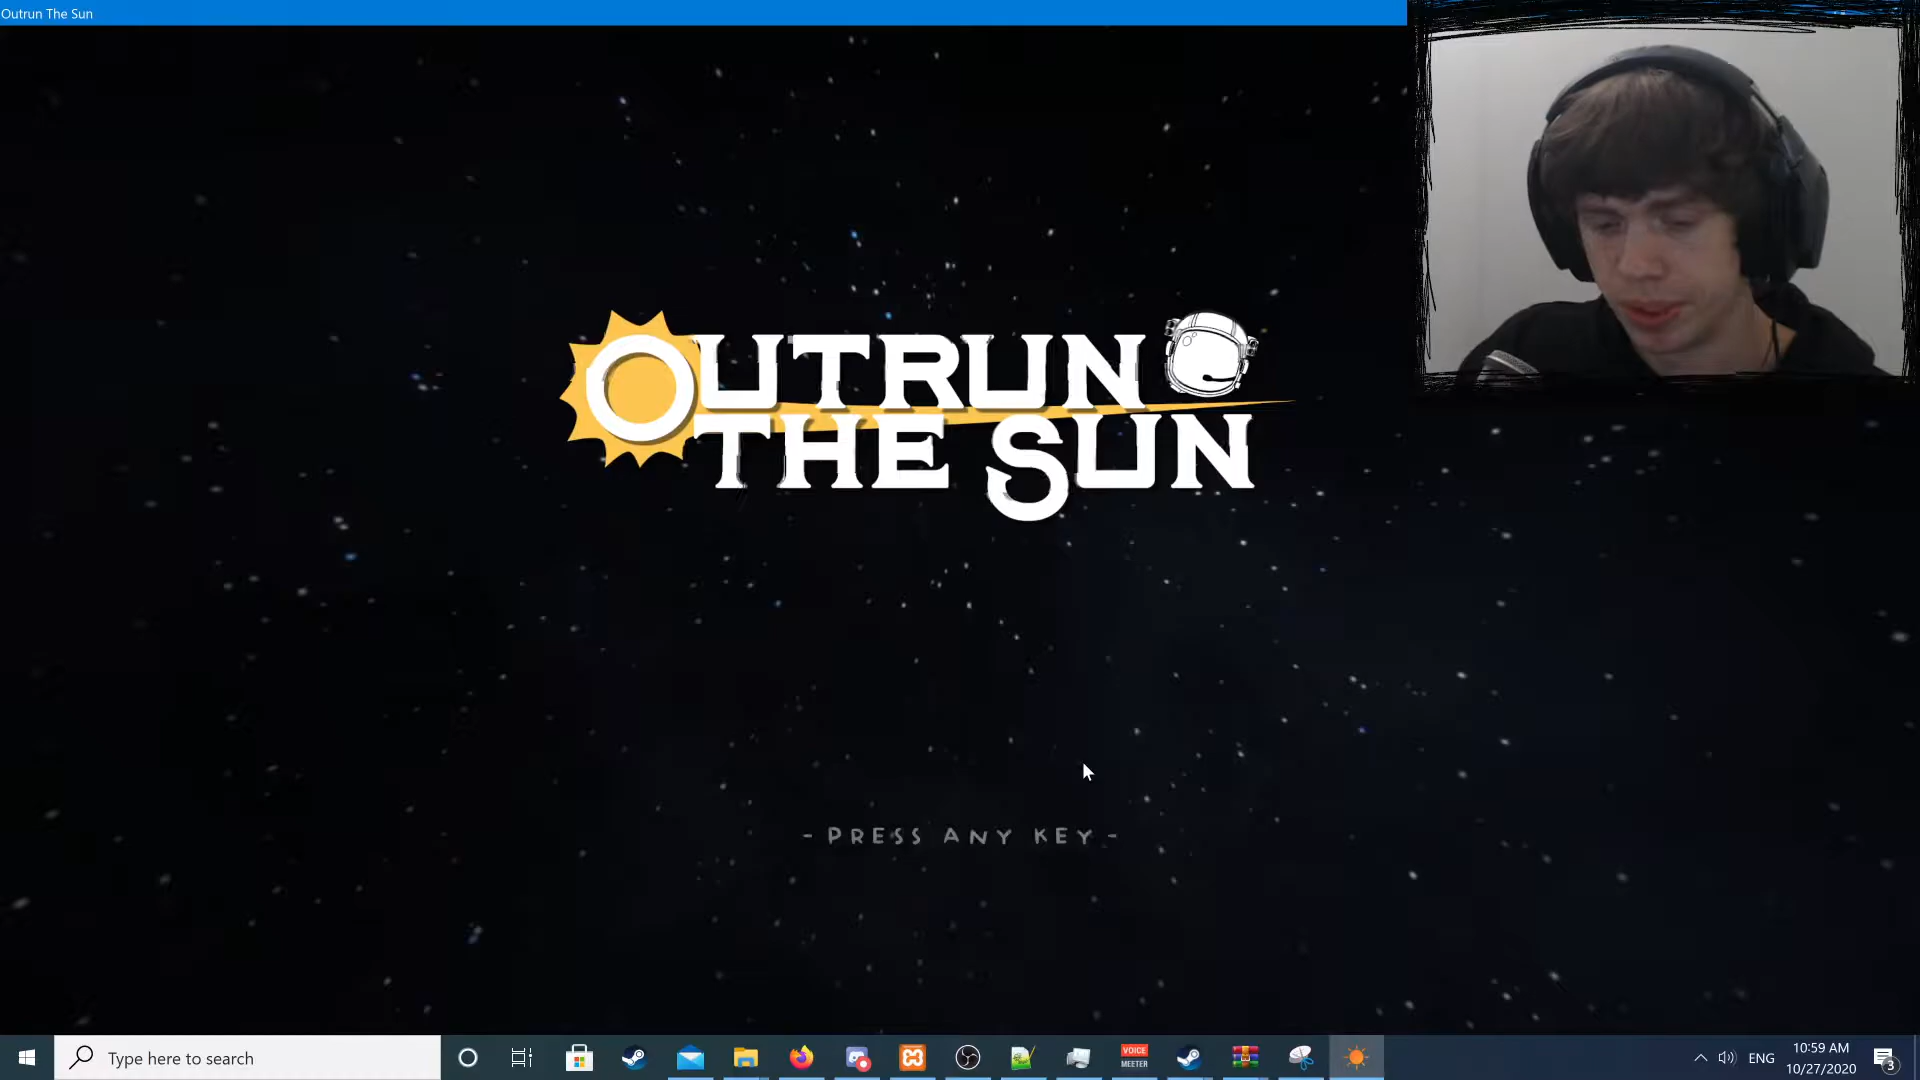 Outrun The Sun
OUTRUN
THE SUN
- PRESS ANY KEY -
Type here to search
VOICE
MEETER
ENG
10:59 AM
10/27/2020
3